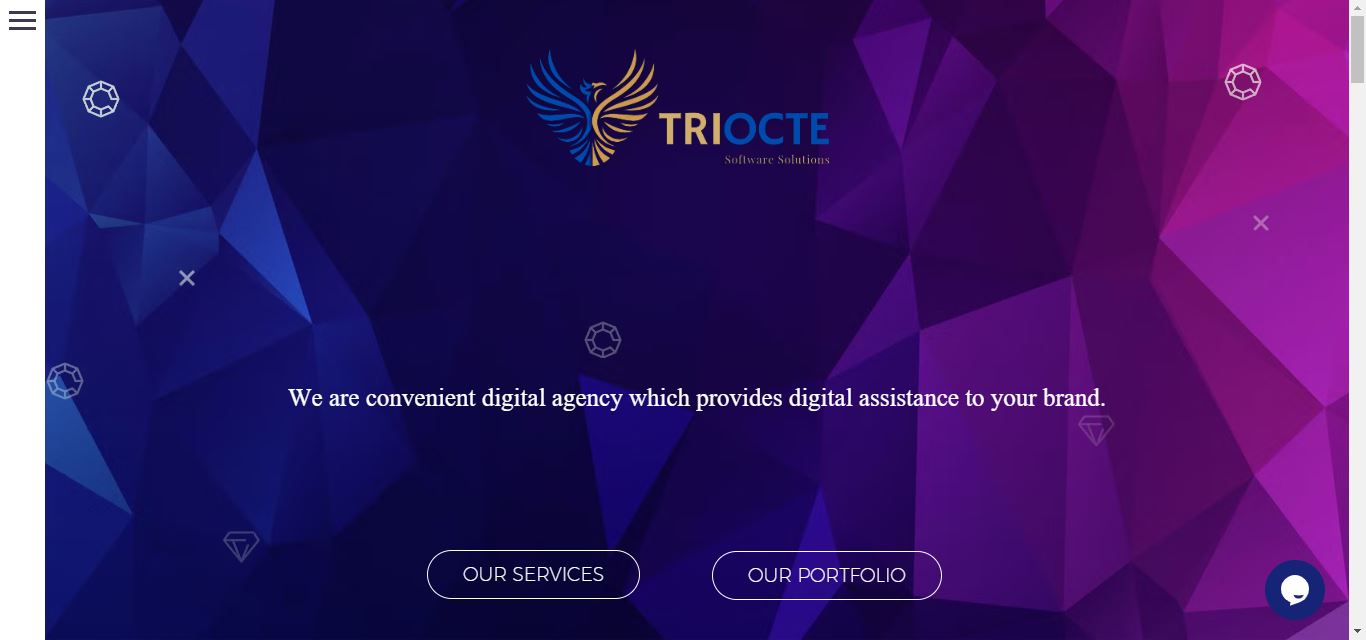 TRIOCTE
Software Solutions
We are convenient digital agency which provides digital assistance to your brand.
OUR SERVICES
OUR PORTFOLIO